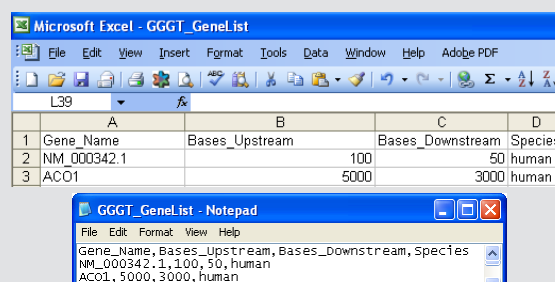 Microsoft Excel - GGGT_GeneList
File Edit View Insert Format Tools Data Window Help Adobe PDF
L39 fx
A B C D
1 Gene_Name Bases_Upstream Bases_Downstream Specie
2 NM_000342.1 100 50 human
3 ACO1 5000 3000 human
GGGT_GeneList - Notepad
File Edit Format View Help
Gene_Name,Bases_Upstream,Bases_Downstream,Species
NM_000342.1,100,50,human
ACO1,5000,3000,human